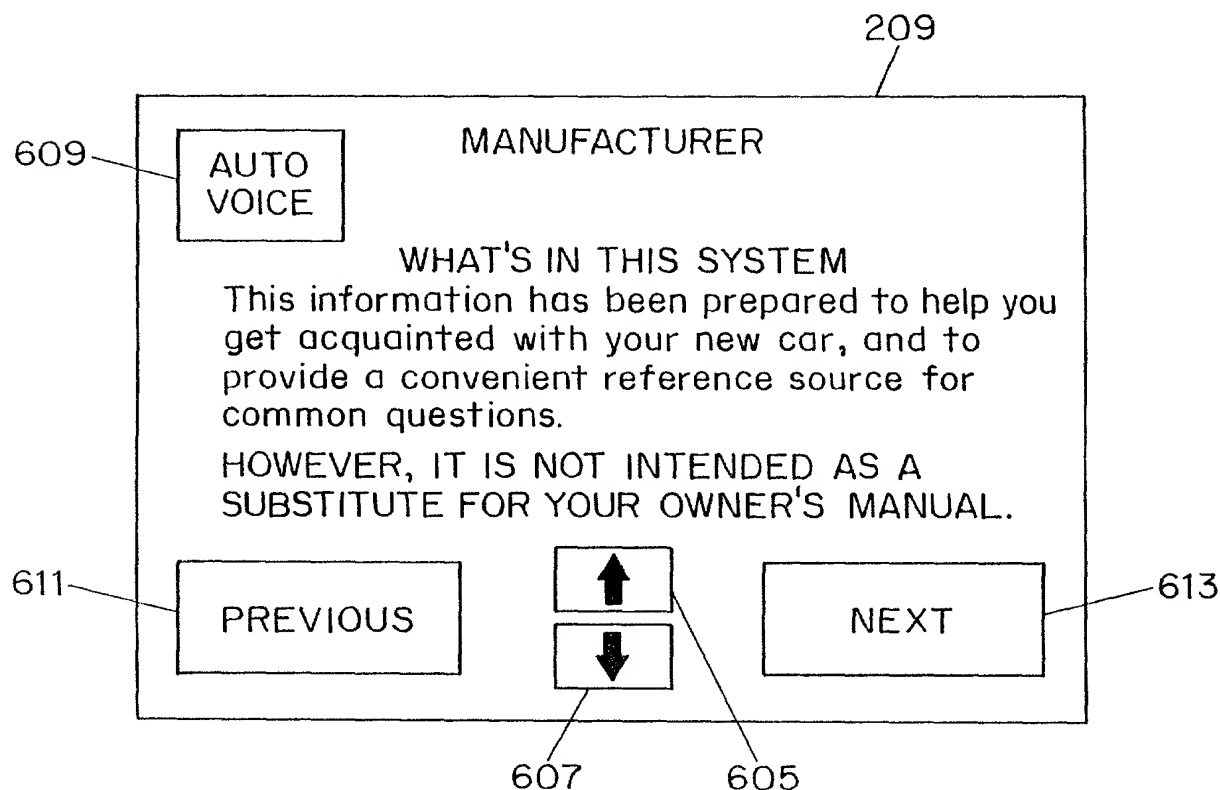 209
MANUFACTURER
609
AUTO
VOICE
WHAT'S IN THIS SYSTEM
This information has been prepared to help you
get acquainted with your new car, and to
provide a convenient reference source for
common questions.
HOWEVER, IT IS NOT INTENDED AS A
SUBSTITUTE FOR YOUR OWNER'S MANUAL.
611
PREVIOUS
NEXT
613
607
605